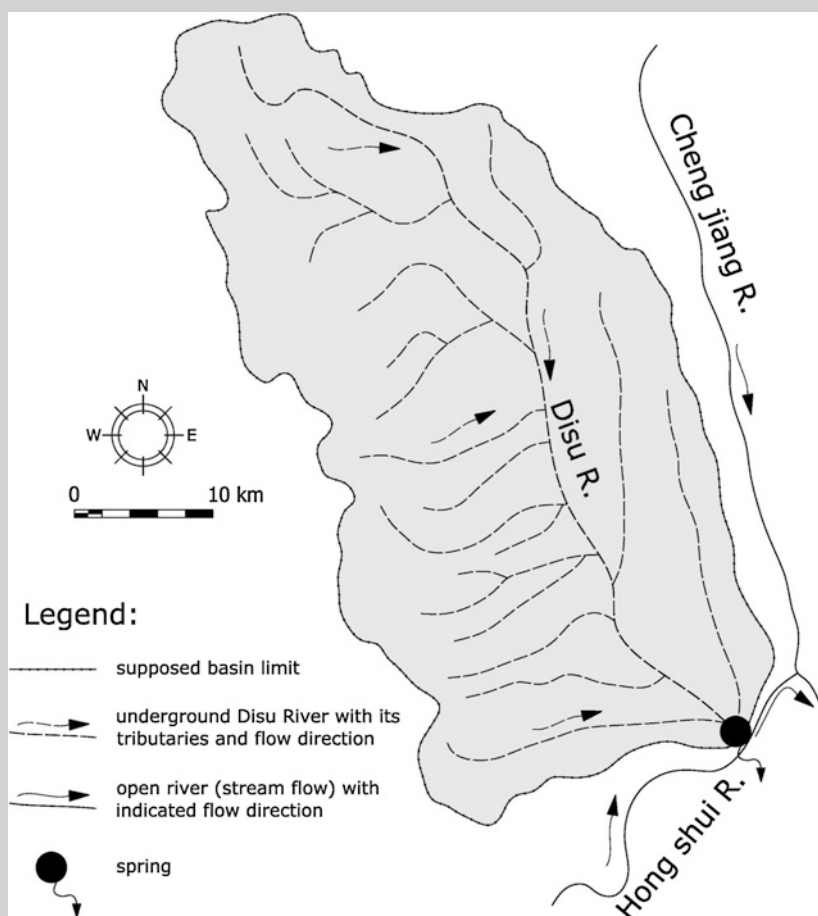 Cheng jiang R.
N
W
E
Disu R.
0
10 km
Legend:
supposed basin limit
underground Disu River with its
tributaries and flow direction
open river (stream flow) with
indicated flow direction
spring
Hong shui R.